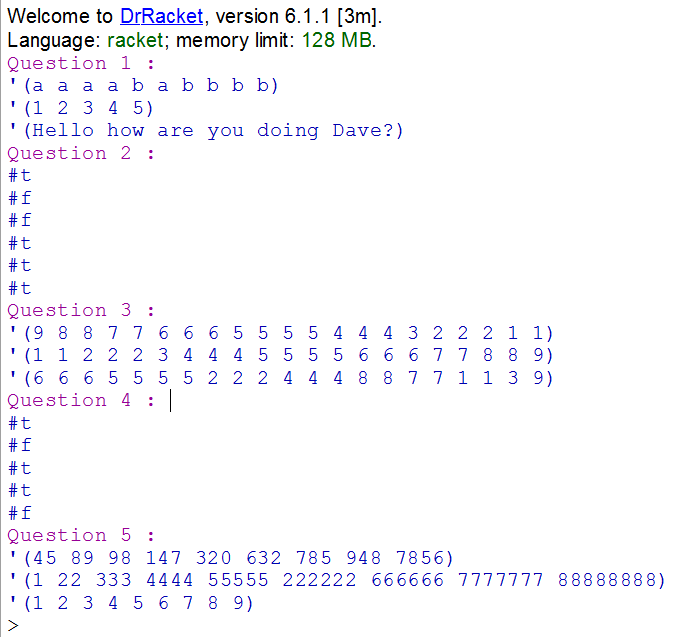 Welcome to DrRacket, version 6.1.1 [3m].
Language: racket; memory limit: 128 MB.
Question 1 :
'(a a a a b a b b b b)
'(1 2 3 4 5)
'(Hello how are you doing Dave?)
Question 2 :
#t
#f
#f
#t
#t
#t
Question 3 :
'(9 8 8 7 7 6 6 6 5 5 5 5 4 4 4 3 2 2 2 1 1)
'(1 1 2 2 2 3 4 4 4 5 5 5 5 6 6 6 7 7 8 8 9)
'(6 6 6 5 5 5 5 2 2 2 4 4 4 8 8 7 7 1 1 3 9)
Question 4 :
#t
#f
#t
#t
#f
Question 5 :
'(45 89 98 147 320 632 785 948 7856)
'(1 22 333 4444 55555 222222 666666 7777777 88888888)
'(1 2 3 4 5 6 7 8 9)
>